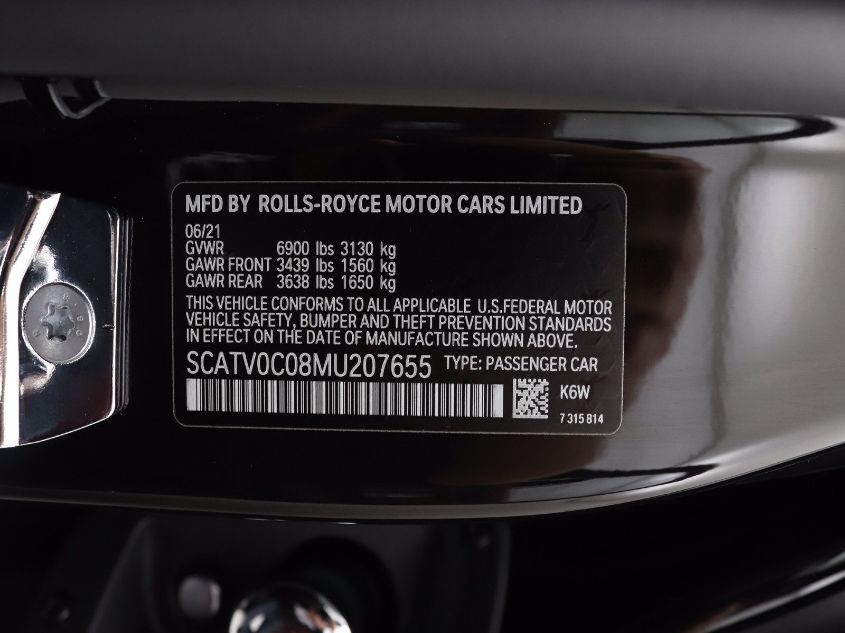 MFD BY ROLLS-ROYCE MOTOR CARS LIMITED
06/21
GVWR 6900 lbs 3130 kg
GAWR FRONT 3439 lbs 1560 kg
GAWR REAR 3638 lbs 1650 kg
THIS VEHICLE CONFORMS TO ALL APPLICABLE U.S.FEDERAL MOTOR
VEHICLE SAFETY, BUMPER AND THEFT PREVENTION STANDARDS
IN EFFECT ON THE DATE OF MANUFACTURE SHOWN ABOVE.
SCATV0C08MU207655 TYPE: PASSENGER CAR
K6W
7 315 814